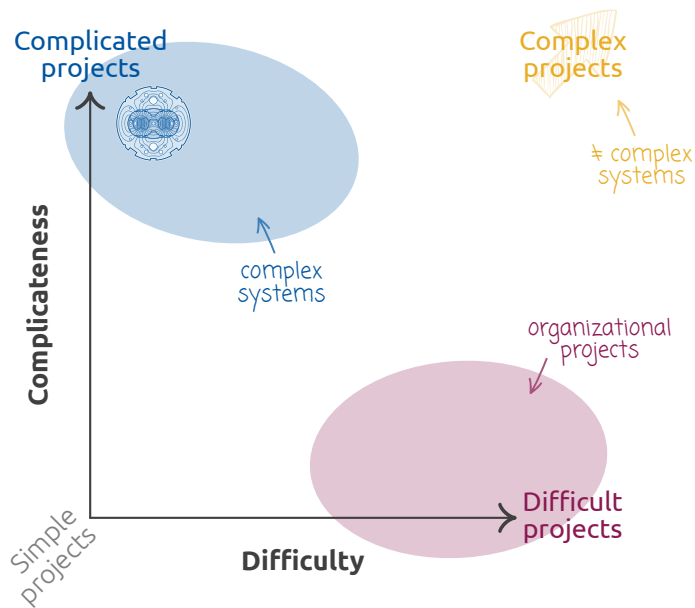 Complicated
projects
Complex
projects
≠ complex
systems
complex
systems
Complicateness
organizational
projects
Difficult
projects
Simple
projects
Difficulty